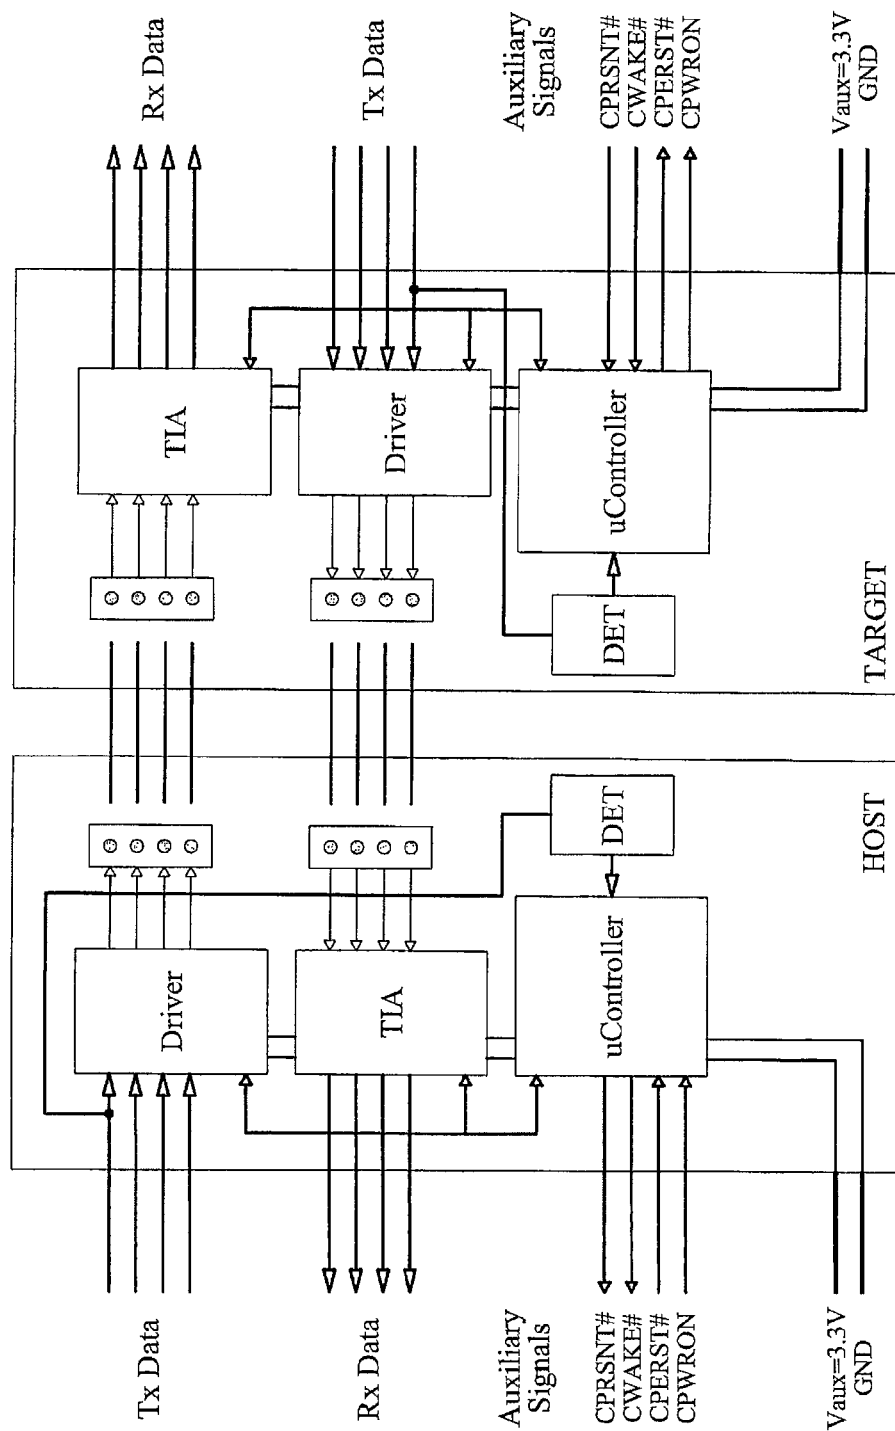 Tx Data
Rx Data
Auxiliary
Signals
CPRSNT#
CWAKE#
CPERST#
CPWRON
Vaux=3.3V
GND
Driver
TIA
uController
DET
HOST
TIA
Driver
uController
DET
TARGET
Rx Data
Tx Data
Auxiliary
Signals
CPRSNT#
CWAKE#
CPERST#
CPWRON
Vaux=3.3V
GND